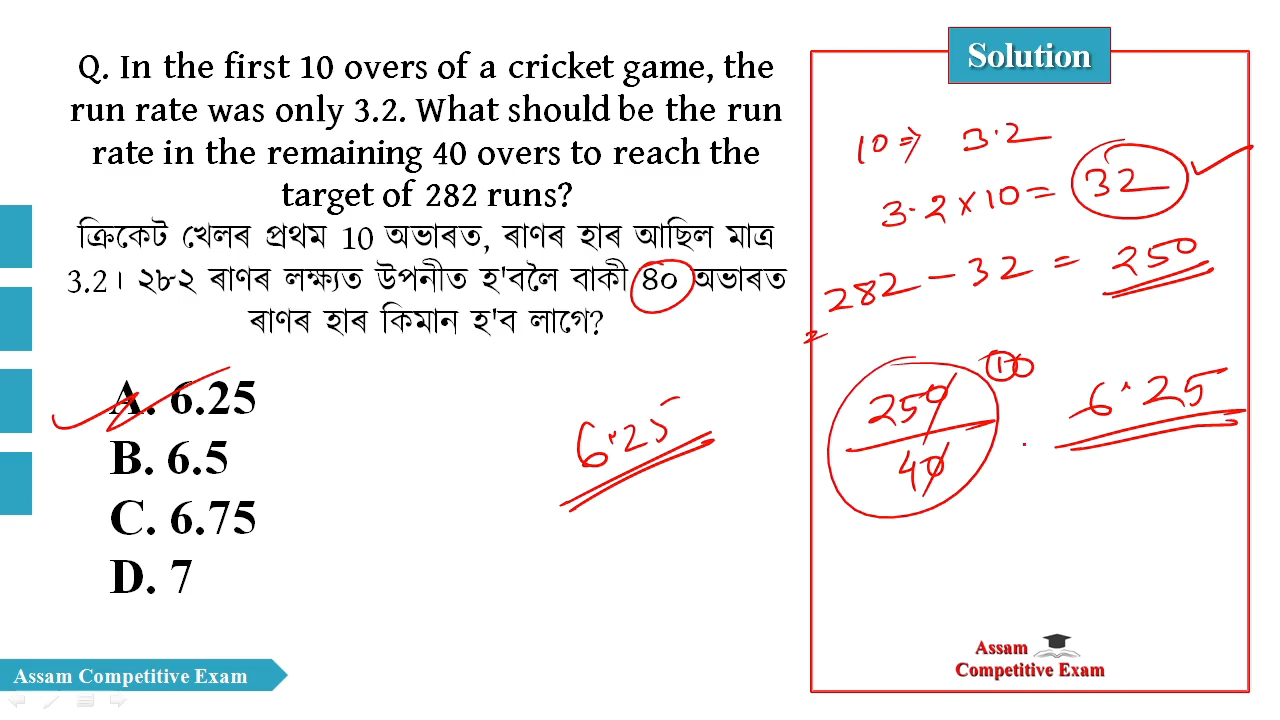 Q. In the first 10 overs of a cricket game, the
run rate was only 3.2. What should be the run
rate in the remaining 40 overs to reach the
target of 282 runs?
ক্ৰিকেট খেলৰ প্ৰথম 10 অভাৰত, ৰাণৰ হাৰ আছিল মাত্ৰ
3.2। ২৮২ ৰাণৰ লক্ষ্যত উপনীত হ'বলৈ বাকী ৪০ অভাৰত
ৰাণৰ হাৰ কিমান হ'ব লাগে?
A. 6.25
B. 6.5
C. 6.75
D. 7
6.25
Solution
10 ⇒ 3.2
3.2 × 10 = 32
282 - 32 = 250
=
250
40
6.25
Assam
Competitive Exam
Assam Competitive Exam